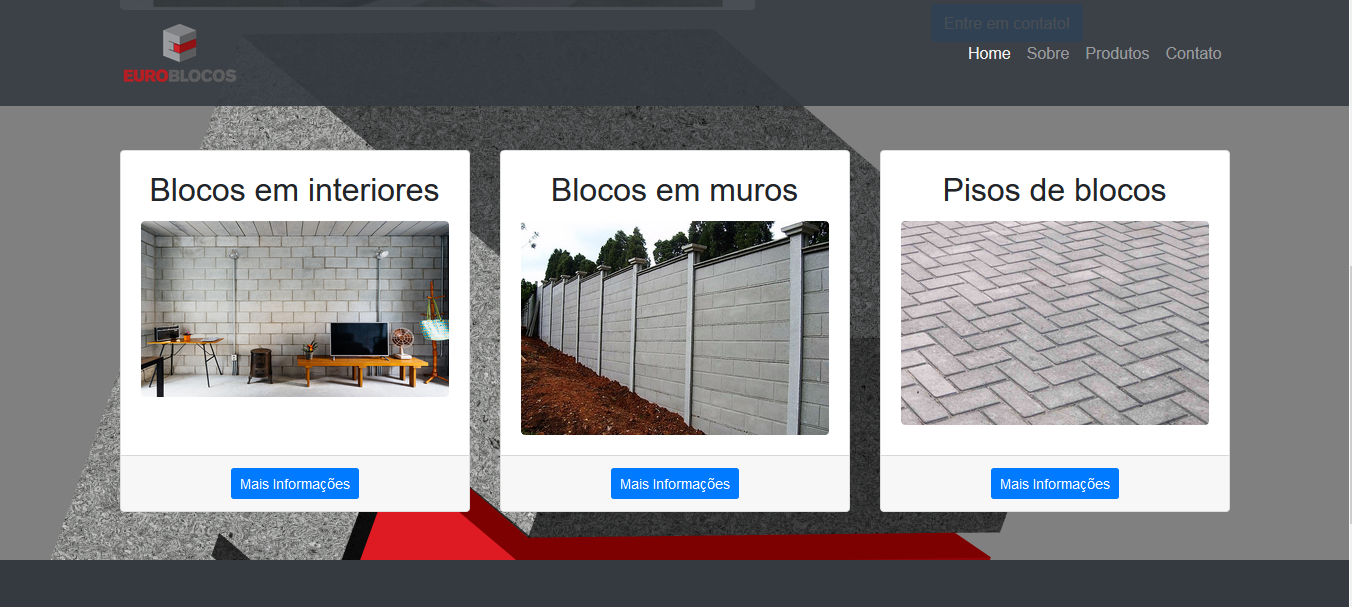 Entre em contato!
EUROBLOCOS
Home Sobre Produtos Contato
Blocos em interiores
Blocos em muros
Pisos de blocos
Mais Informações
Mais Informações
Mais Informações